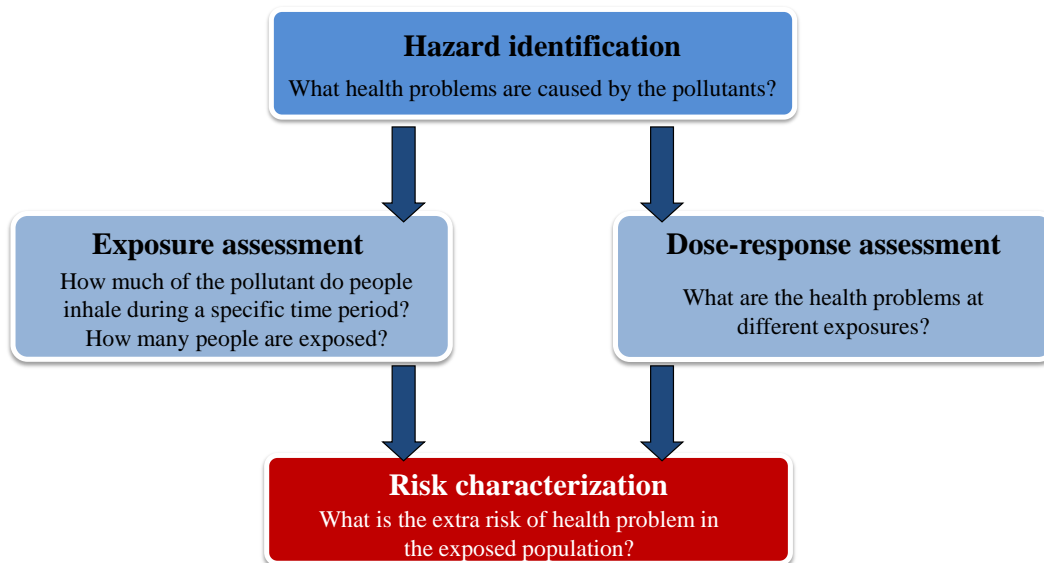 Hazard identification
What health problems are caused by the pollutants?
Exposure assessment
How much of the pollutant do people
inhale during a specific time period?
How many people are exposed?
Dose-response assessment
What are the health problems at
different exposures?
Risk characterization
What is the extra risk of health problem in
the exposed population?